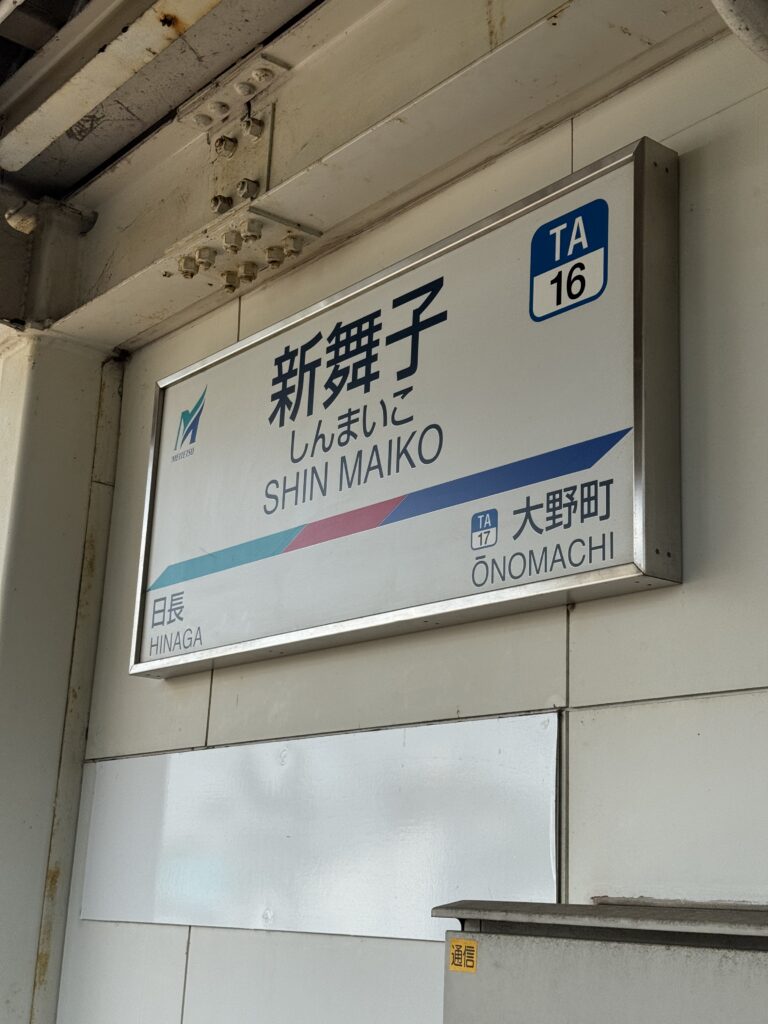 TA
16
新舞子
しんまいこ
SHIN MAIKO
MEITETSU
TA
17
大野町
ŌNOMACHI
日長
HINAGA
通信